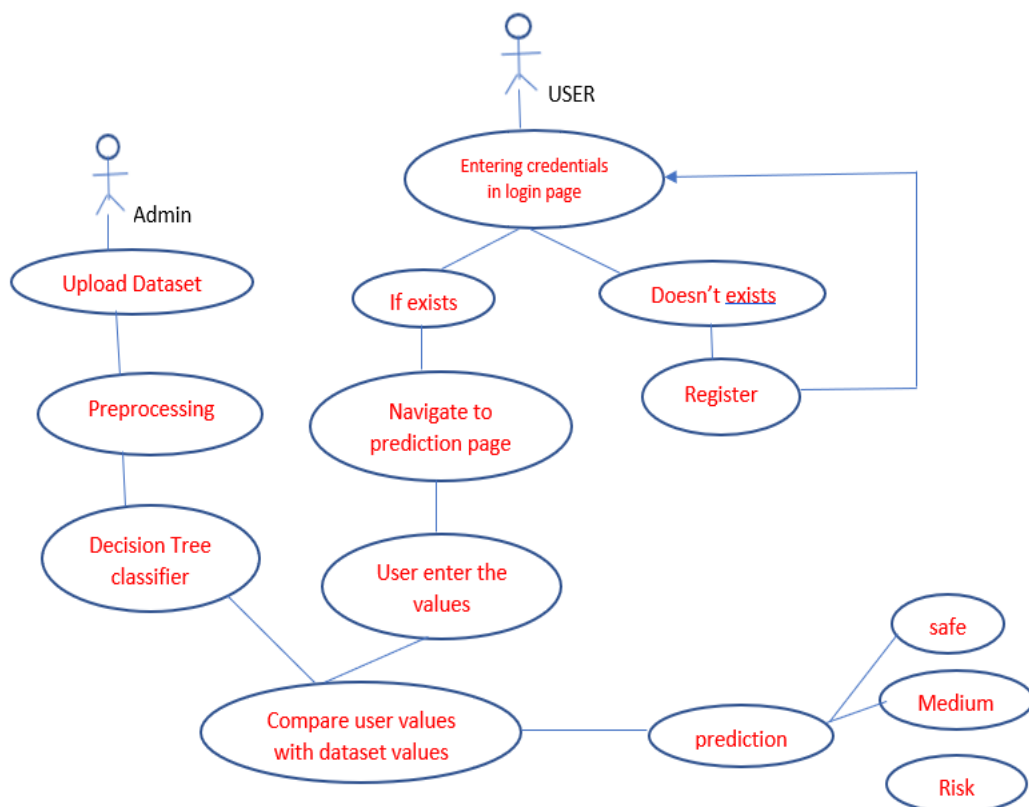 USER
Entering credentials
in login page
Admin
Upload Dataset
If exists
Doesn't exists
Register
Preprocessing
Navigate to
prediction page
Decision Tree
classifier
User enter the
values
safe
Medium
Compare user values
with dataset values
prediction
Risk